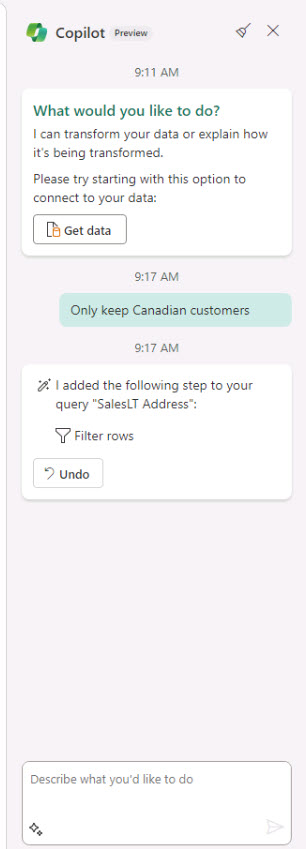 Copilot Preview
9:11 AM
What would you like to do?
I can transform your data or explain how
it's being transformed.
Please try starting with this option to
connect to your data:
Get data
9:17 AM
Only keep Canadian customers
9:17 AM
I added the following step to your
query "SalesLT Address":
Filter rows
Undo
Describe what you'd like to do